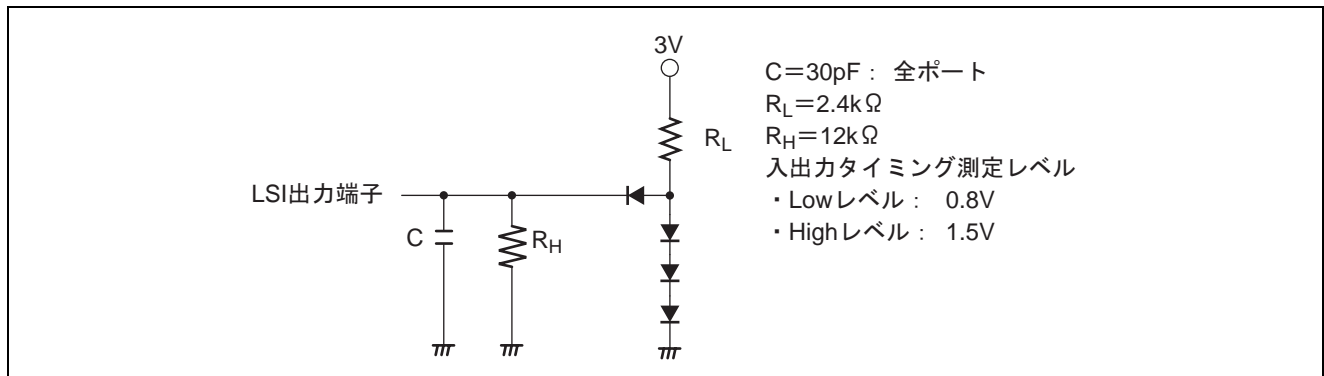 3V
C=30pF : 全ポート
RL=2.4kΩ
RL
RH=12kΩ
入出力タイミング測定レベル
LSI出力端子
・Lowレベル : 0.8V
C
RH
・Highレベル : 1.5V